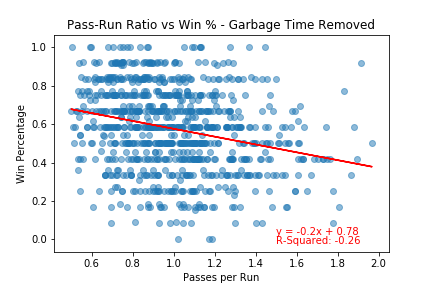 Pass-Run Ratio vs Win % - Garbage Time Removed
1.0
0.8
0.6
0.4
0.2
0.0
Win Percentage
y = -0.2x + 0.78
R-Squared: -0.26
0.6 0.8 1.0 1.2 1.4 1.6 1.8 2.0
Passes per Run